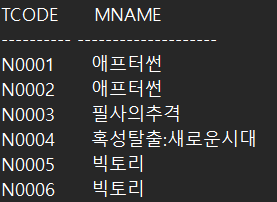 TCODE MNAME
---------- --------------------
N0001 애프터썬
N0002 애프터썬
N0003 필사의추격
N0004 혹성탈출:새로운시대
N0005 빅토리
N0006 빅토리